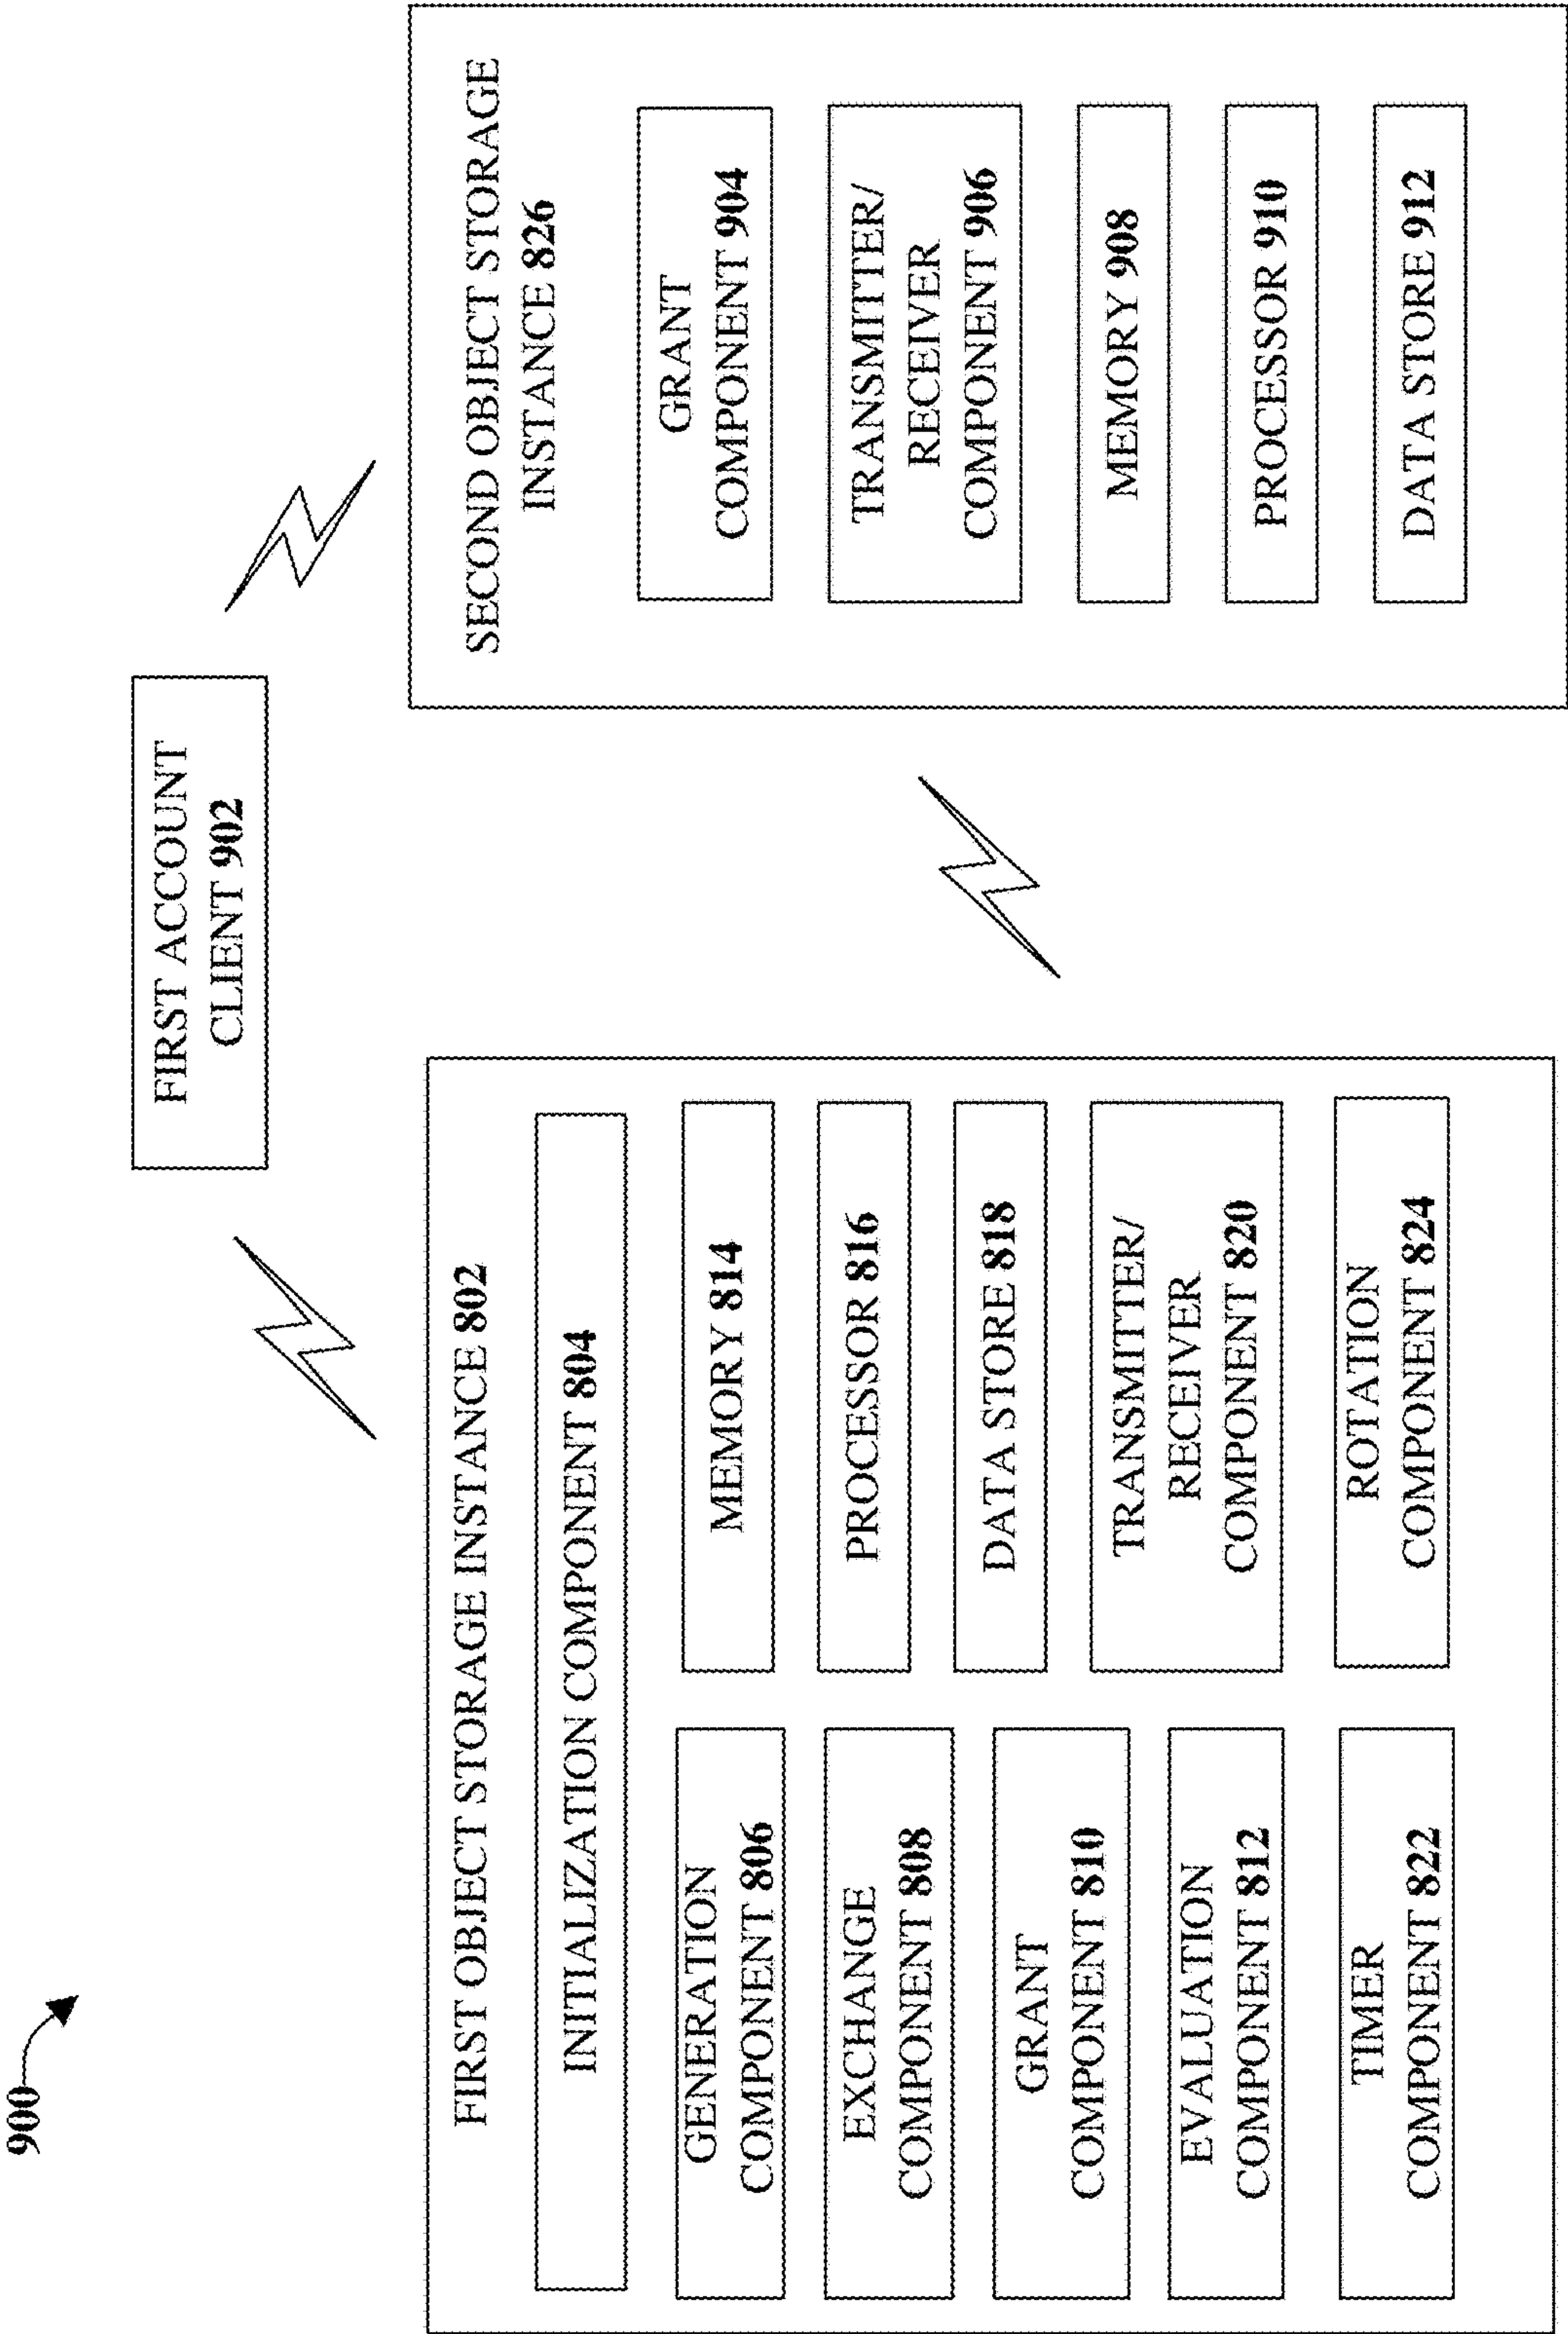 900
FIRST ACCOUNT
CLIENT 902
FIRST OBJECT STORAGE INSTANCE 802
INITIALIZATION COMPONENT 804
GENERATION
COMPONENT 806
EXCHANGE
COMPONENT 808
GRANT
COMPONENT 810
EVALUATION
COMPONENT 812
TIMER
COMPONENT 822
MEMORY 814
PROCESSOR 816
DATA STORE 818
TRANSMITTER/
RECEIVER
COMPONENT 820
ROTATION
COMPONENT 824
SECOND OBJECT STORAGE
INSTANCE 826
GRANT
COMPONENT 904
TRANSMITTER/
RECEIVER
COMPONENT 906
MEMORY 908
PROCESSOR 910
DATA STORE 912